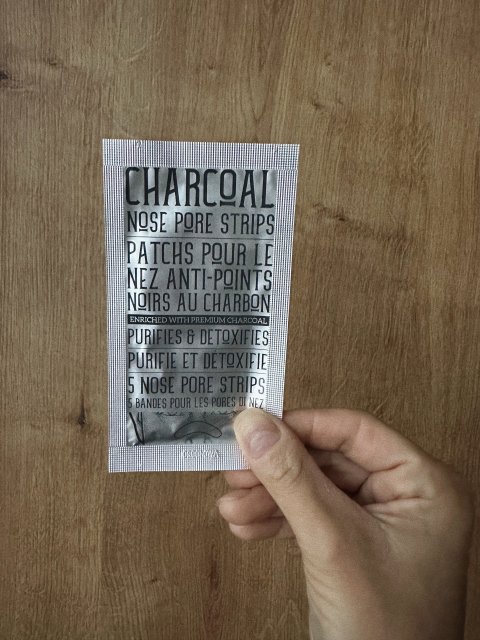 CHARCOAL
NOSE PORE STRIPS
PATCHS POUR LE
NEZ ANTI-POINTS
NOIRS AU CHARBON
ENRICHED WITH PREMIUM CHARCOAL
PURIFIES & DETOXIFIES
PURIFIE ET DÉTOXIFIE
5 NOSE PORE STRIPS
5 BANDES POUR LES PORES DU NEZ